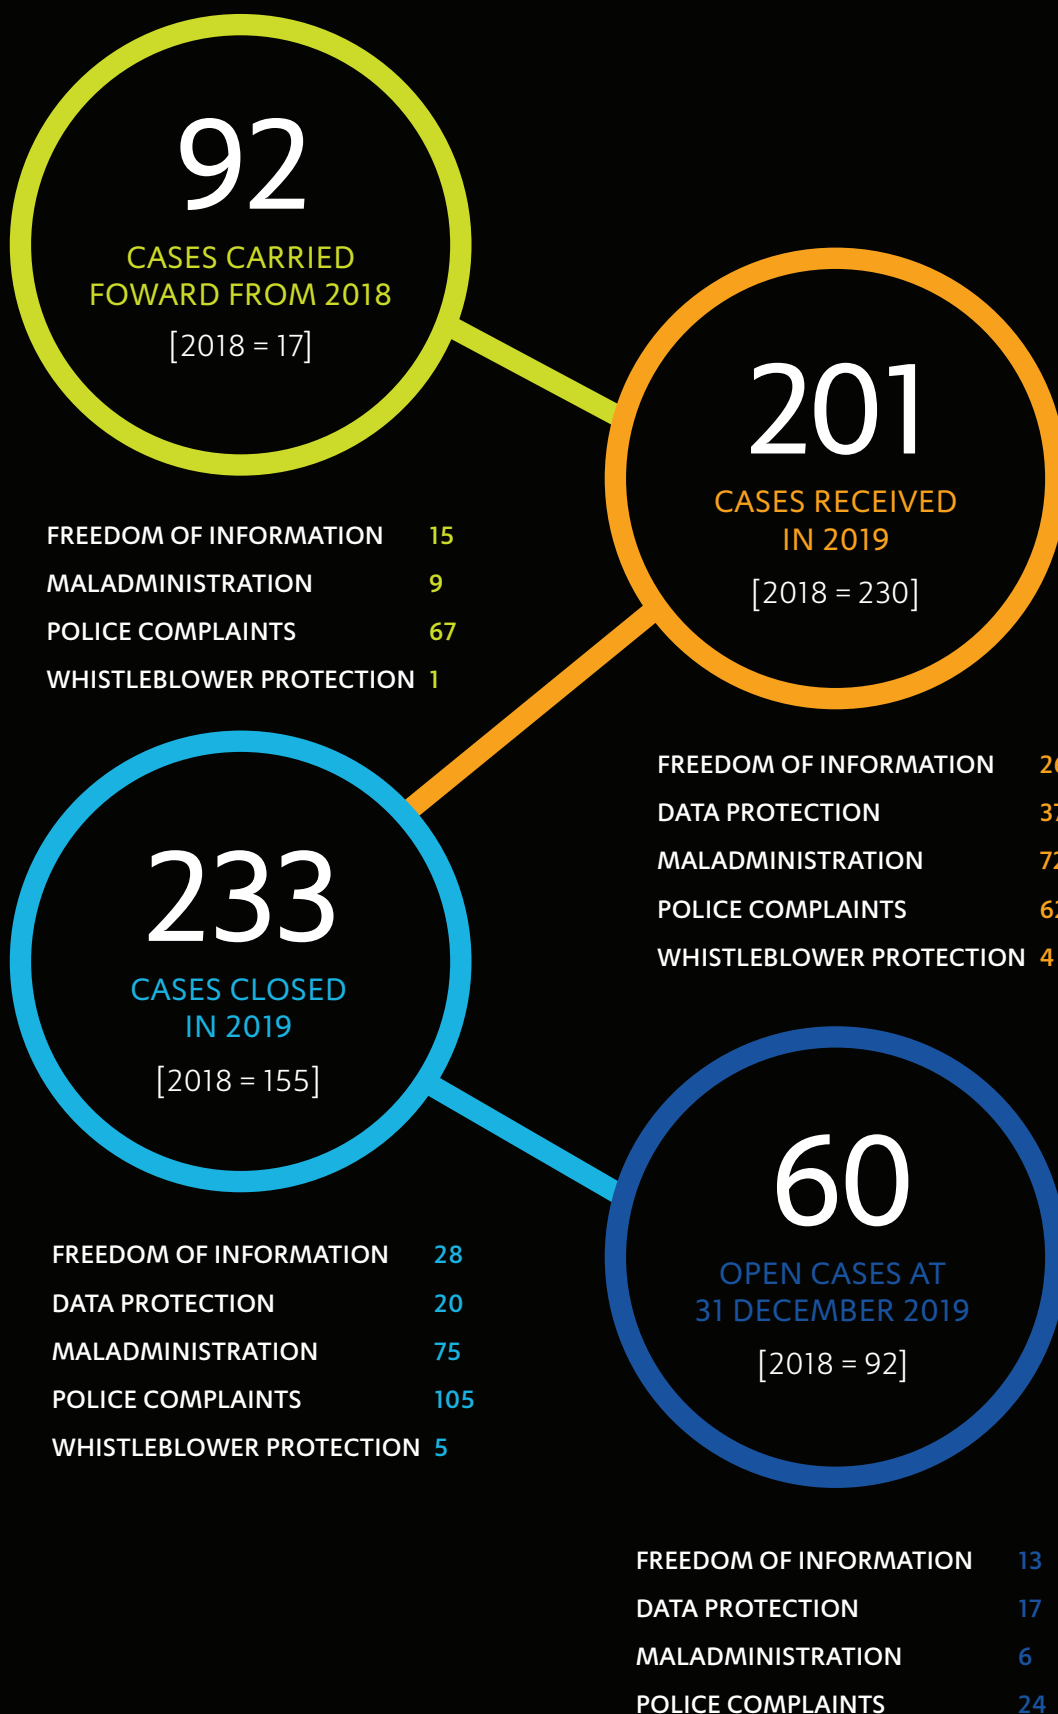 92
CASES CARRIED
FOWARD FROM 2018
[2018 = 17]
FREEDOM OF INFORMATION 15
MALADMINISTRATION 9
POLICE COMPLAINTS 67
WHISTLEBLOWER PROTECTION 1
201
CASES RECEIVED
IN 2019
[2018 = 230]
FREEDOM OF INFORMATION 26
DATA PROTECTION 37
MALADMINISTRATION 72
POLICE COMPLAINTS 62
WHISTLEBLOWER PROTECTION 4
233
CASES CLOSED
IN 2019
[2018 = 155]
FREEDOM OF INFORMATION 28
DATA PROTECTION 20
MALADMINISTRATION 75
POLICE COMPLAINTS 105
WHISTLEBLOWER PROTECTION 5
60
OPEN CASES AT
31 DECEMBER 2019
[2018 = 92]
FREEDOM OF INFORMATION 13
DATA PROTECTION 17
MALADMINISTRATION 6
POLICE COMPLAINTS 24